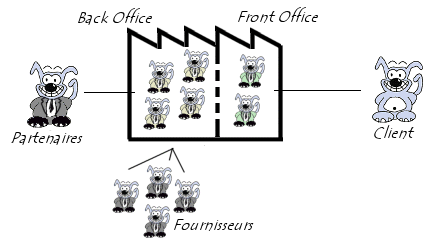 Back Office
Front Office
Partenaires
Client
Fournisseurs